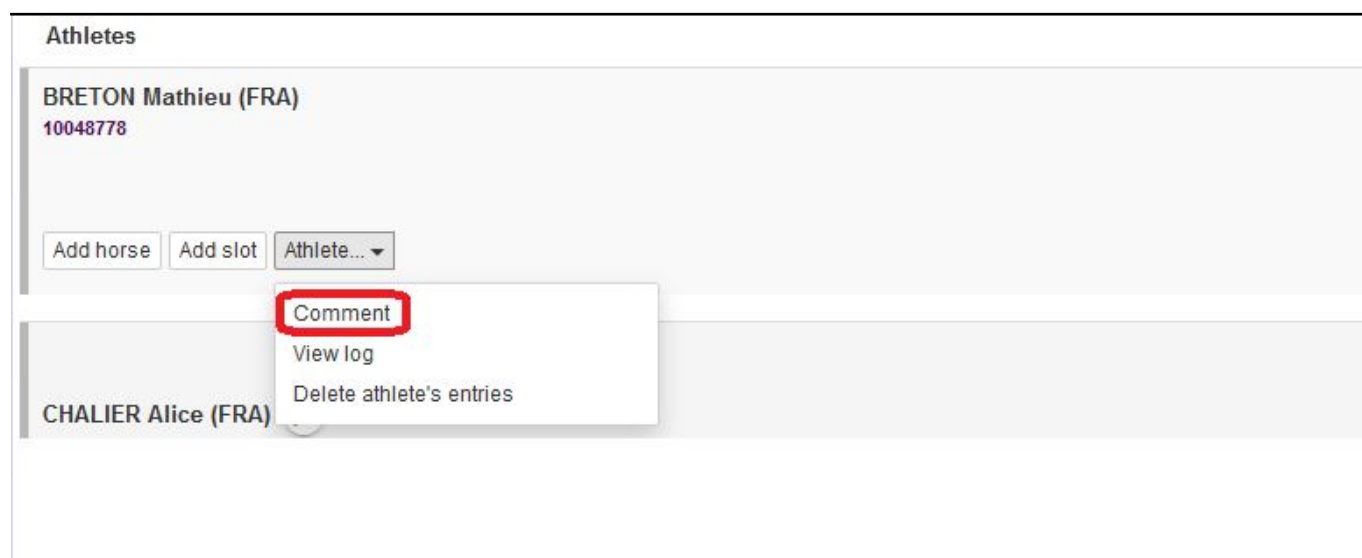 Athletes
BRETON Mathieu (FRA)
10048778
Add horse Add slot Athlete...
Comment
View log
Delete athlete's entries
CHALIER Alice (FRA)